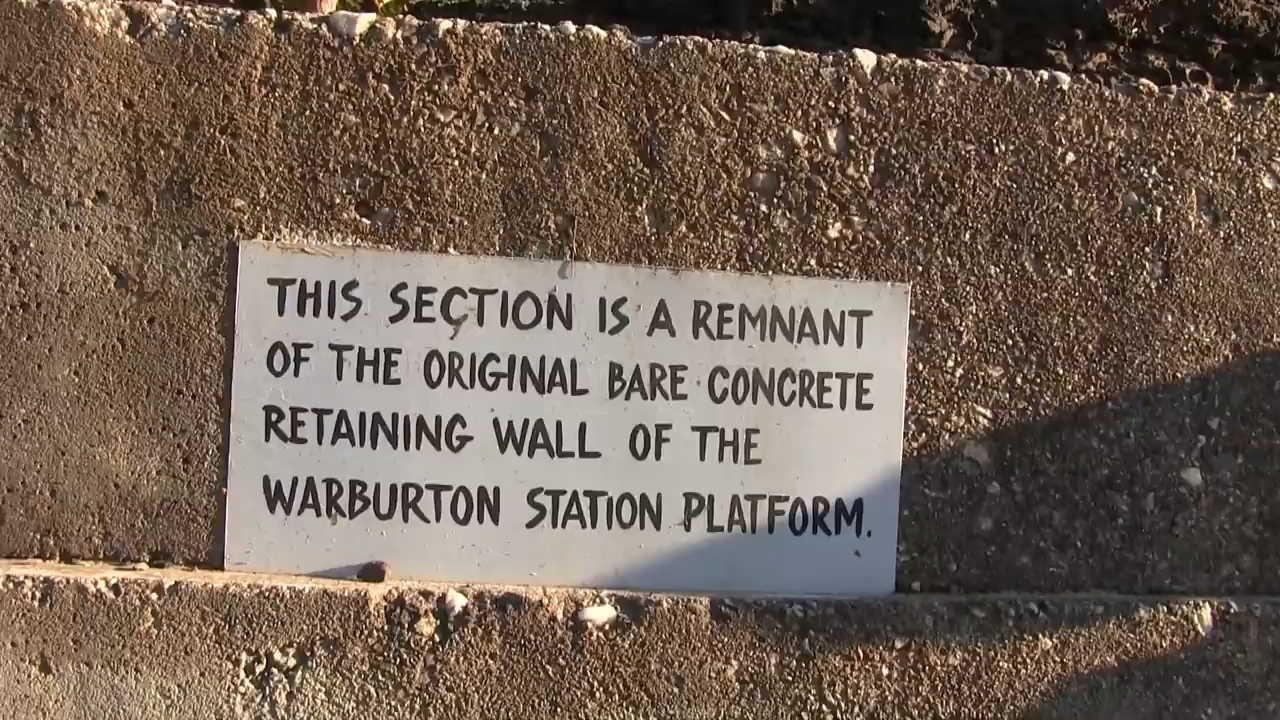 THIS SECTION IS A REMNANT
OF THE ORIGINAL BARE CONCRETE
RETAINING WALL OF THE
WARBURTON STATION PLATFORM.